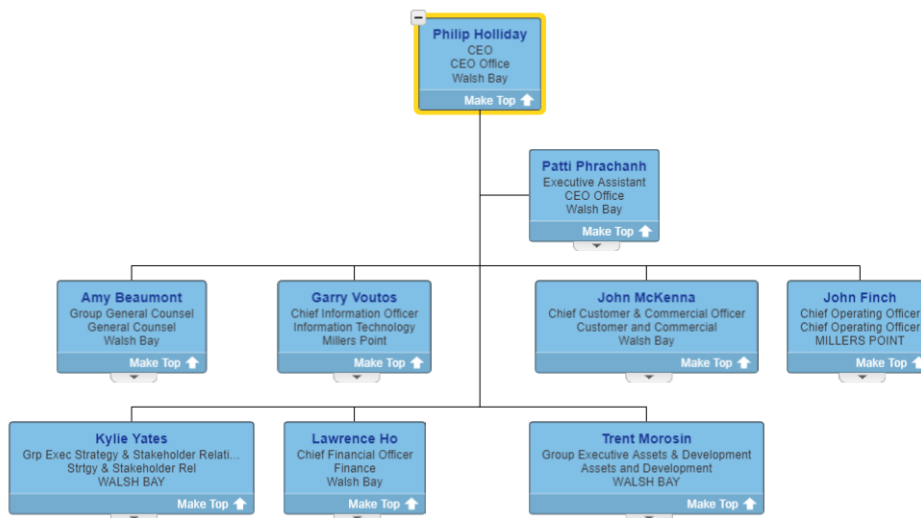 Philip Holliday
CEO
CEO Office
Walsh Bay
Make Top
Patti Phrachanh
Executive Assistant
CEO Office
Walsh Bay
Make Top
Amy Beaumont
Group General Counsel
General Counsel
Walsh Bay
Make Top
Garry Voutos
Chief Information Officer
Information Technology
Millers Point
Make Top
John McKenna
Chief Customer & Commercial Officer
Customer and Commercial
Walsh Bay
Make Top
John Finch
Chief Operating Officer
Chief Operating Officer
MILLERS POINT
Make Top
Kylie Yates
Grp Exec Strategy & Stakeholder Relati...
Strtgy & Stakeholder Rel
WALSH BAY
Make Top
Lawrence Ho
Chief Financial Officer
Finance
Walsh Bay
Make Top
Trent Morosin
Group Executive Assets & Development
Assets and Development
WALSH BAY
Make Top